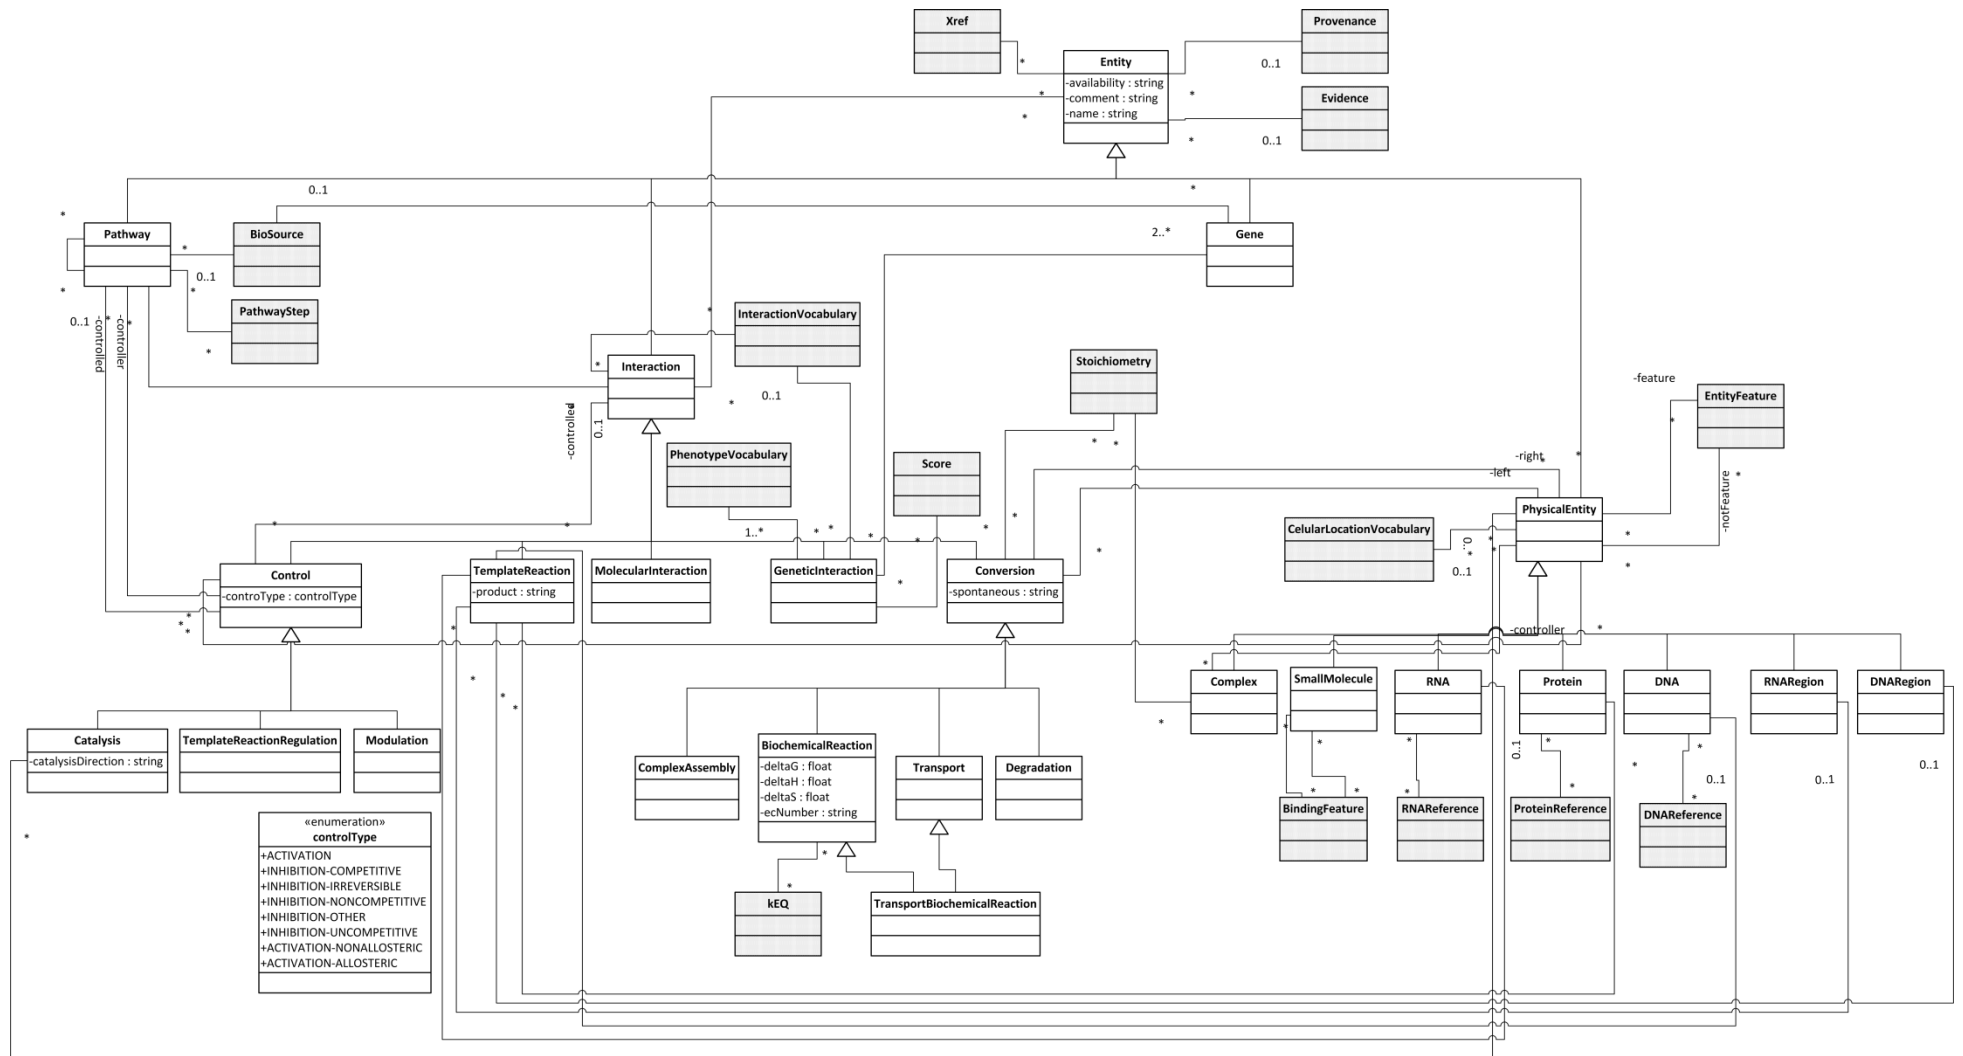 Xref
Provenance
*
0..1
Entity
-availability : string
-comment : string
-name : string
*
*
*
Evidence
*
0..1
0..1
*
*
Pathway
BioSource
*
0..1
2..*
Gene
*
*
PathwayStep
*
0..1
*
*
-controlled
-controller
InteractionVocabulary
*
*
Interaction
0..1
*
*
-controlled
0..1
Stoichiometry
*
*
-feature
EntityFeature
*
*
*
-notFeature
PhenotypeVocabulary
Score
-right
*
-left
*
PhysicalEntity
CelularLocationVocabulary
0..
*
0..1
*
*
*
*
1..*
*
*
*
*
*
*
*
*
*
Control
-controType : controlType
TemplateReaction
-product : string
MolecularInteraction
GeneticInteraction
Conversion
-spontaneous : string
*
*
*
*
*
-controller
*
*
Complex
SmallMolecule
RNA
Protein
DNA
RNARegion
DNARegion
*
*
*
*
Catalysis
-catalysisDirection : string
TemplateReactionRegulation
Modulation
ComplexAssembly
BiochemicalReaction
-deltaG : float
-deltaH : float
-deltaS : float
-ecNumber : string
Transport
Degradation
*
*
*
0..1
*
*
*
0..1
0..1
0..1
*
*
*
*
*
BindingFeature
RNAReference
ProteinReference
DNAReference
*
«enumeration»
controlType
+ACTIVATION
+INHIBITION-COMPETITIVE
+INHIBITION-IRREVERSIBLE
+INHIBITION-NONCOMPETITIVE
+INHIBITION-OTHER
+INHIBITION-UNCOMPETITIVE
+ACTIVATION-NONALLOSTERIC
+ACTIVATION-ALLOSTERIC
*
*
kEQ
TransportBiochemicalReaction